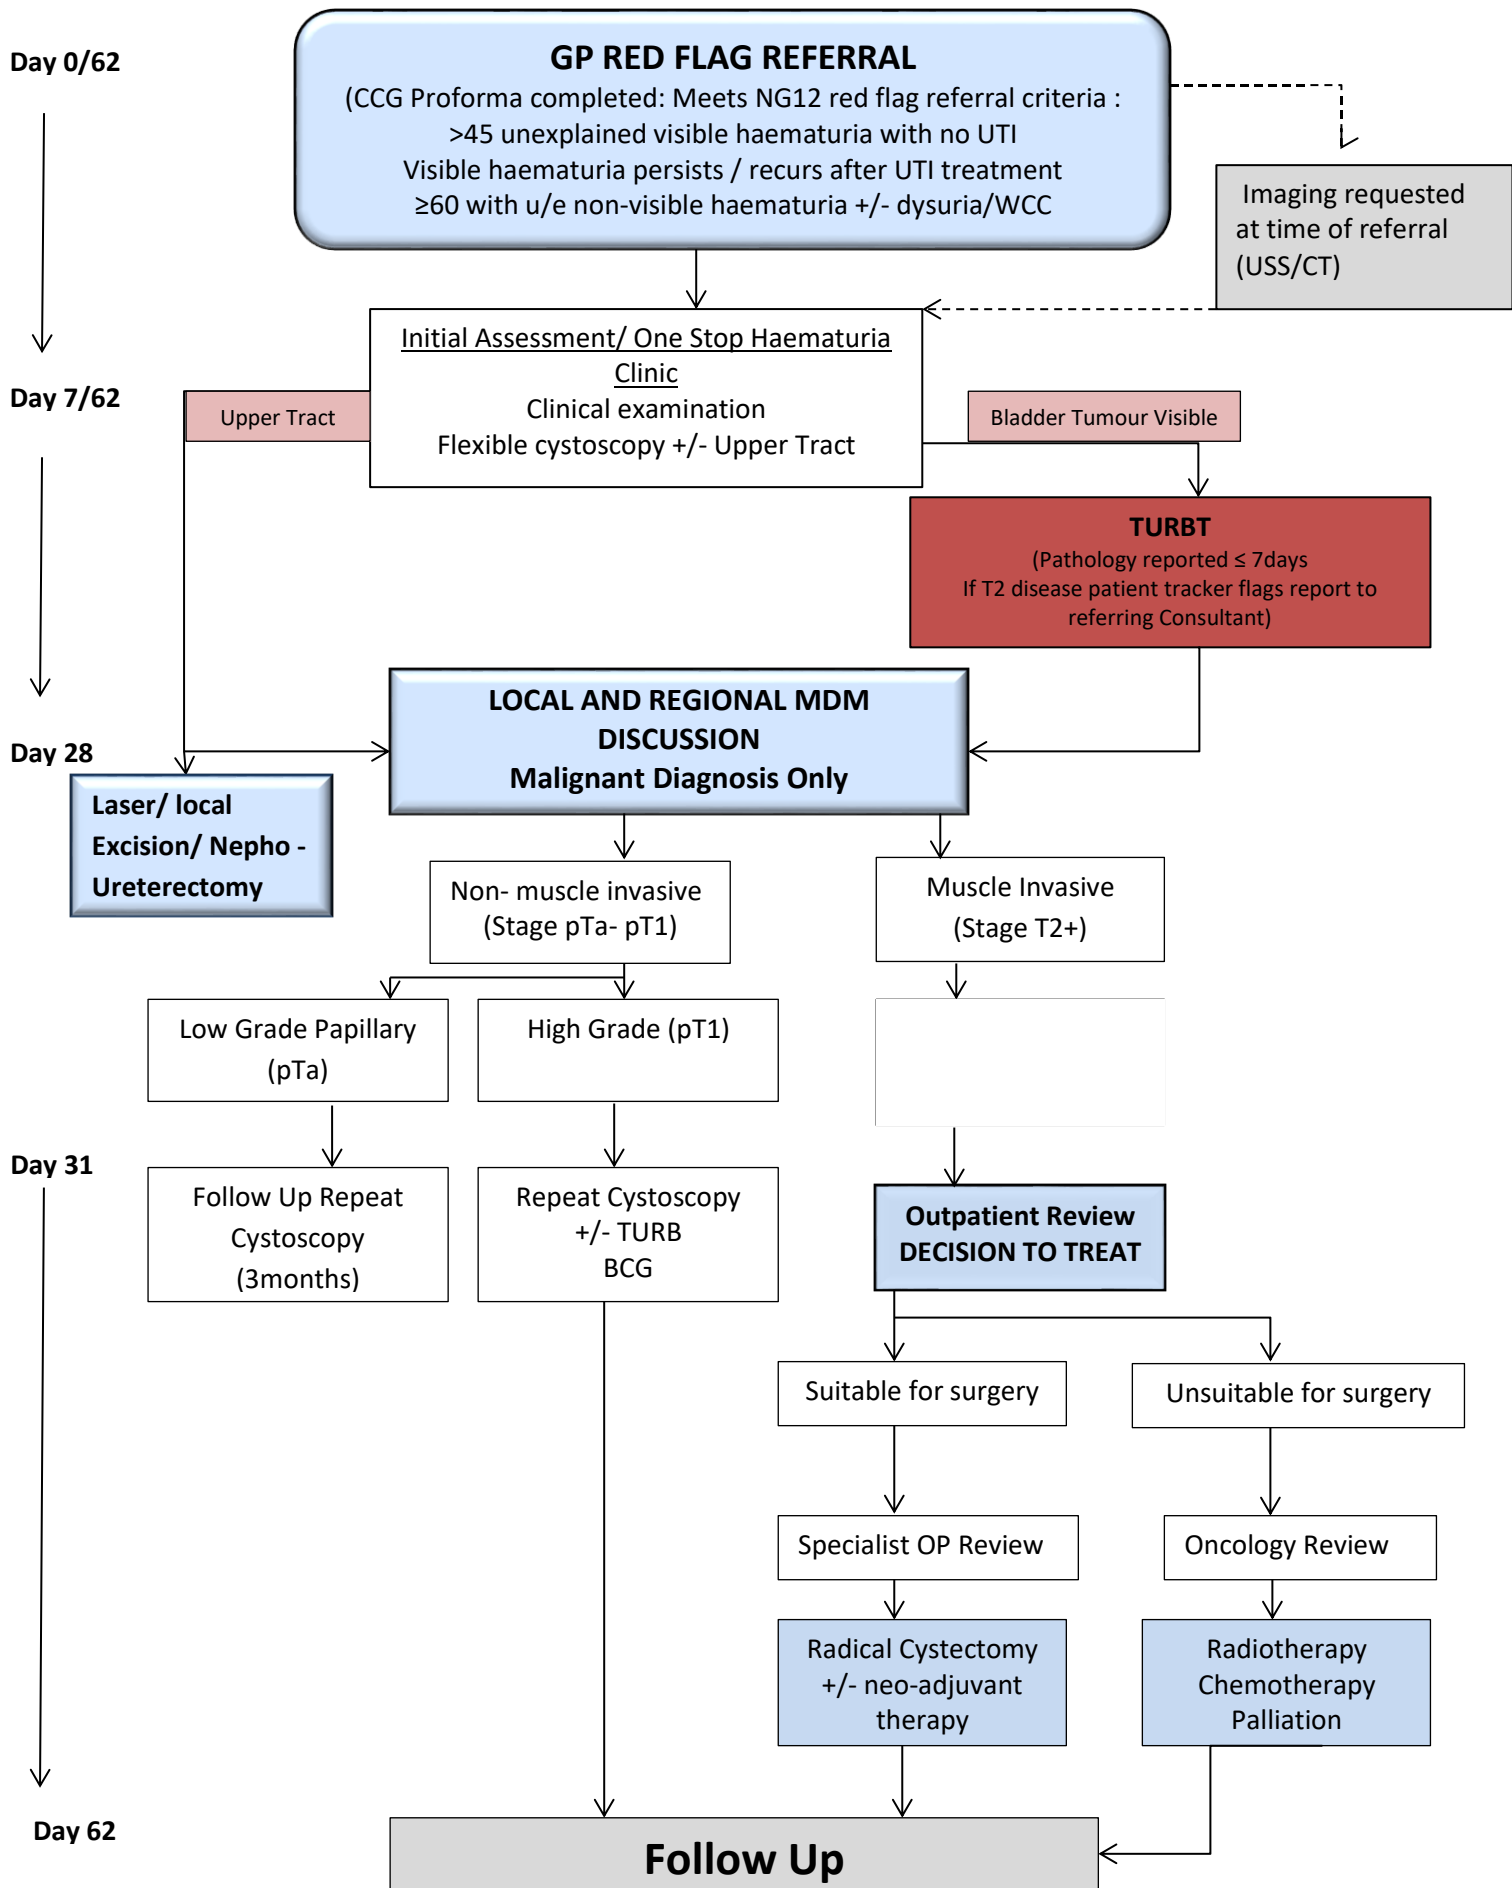 Day 0/62
GP RED FLAG REFERRAL
(CCG Proforma completed: Meets NG12 red flag referral criteria :
>45 unexplained visible haematuria with no UTI
Visible haematuria persists / recurs after UTI treatment
≥60 with u/e non-visible haematuria +/- dysuria/WCC
Imaging requested
at time of referral
(USS/CT)
Initial Assessment/ One Stop Haematuria
Clinic
Clinical examination
Flexible cystoscopy +/- Upper Tract
Day 7/62
Upper Tract
Bladder Tumour Visible
TURBT
(Pathology reported ≤ 7days
If T2 disease patient tracker flags report to
referring Consultant)
LOCAL AND REGIONAL MDM
DISCUSSION
Malignant Diagnosis Only
Day 28
Laser/ local
Excision/ Nepho -
Ureterectomy
Non- muscle invasive
(Stage pTa- pT1)
Muscle Invasive
(Stage T2+)
Low Grade Papillary
(pTa)
High Grade (pT1)
Day 31
Follow Up Repeat
Cystoscopy
(3months)
Repeat Cystoscopy
+/- TURB
BCG
Outpatient Review
DECISION TO TREAT
Suitable for surgery
Unsuitable for surgery
Specialist OP Review
Oncology Review
Radical Cystectomy
+/- neo-adjuvant
therapy
Radiotherapy
Chemotherapy
Palliation
Day 62
Follow Up